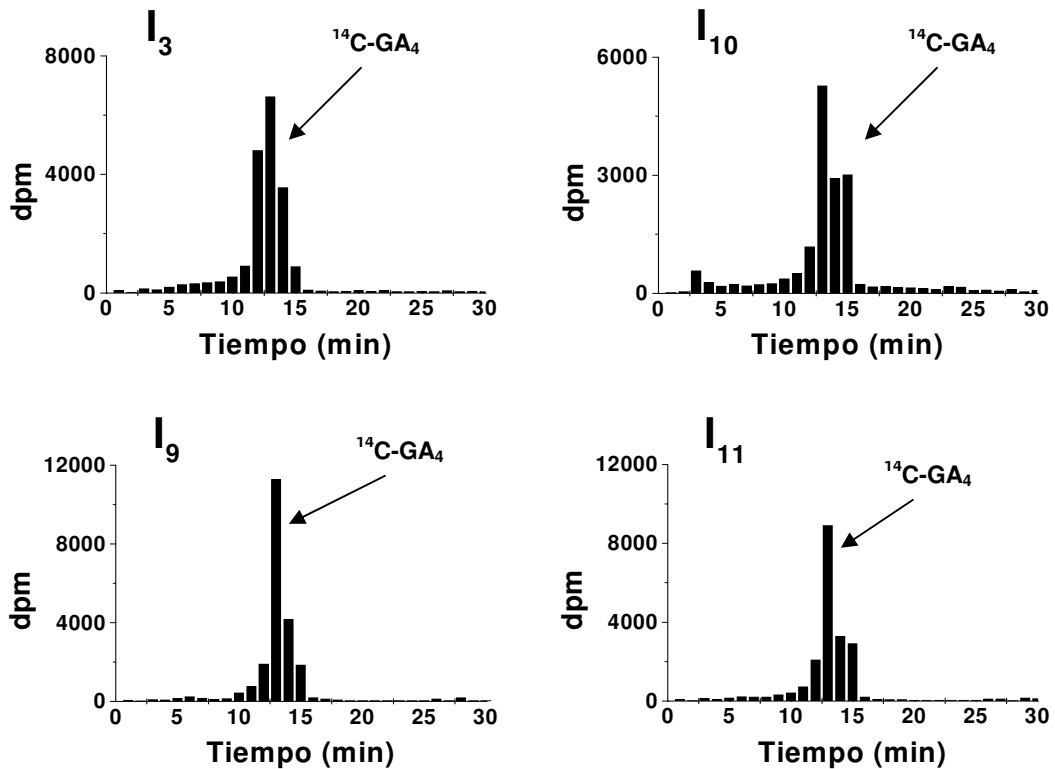 I₃
¹⁴C-GA₄
8000
4000
0
dpm
0 5 10 15 20 25 30
Tiempo (min)
I₁₀
¹⁴C-GA₄
6000
3000
0
dpm
0 5 10 15 20 25 30
Tiempo (min)
I₉
¹⁴C-GA₄
12000
8000
4000
0
dpm
0 5 10 15 20 25 30
Tiempo (min)
I₁₁
¹⁴C-GA₄
12000
8000
4000
0
dpm
0 5 10 15 20 25 30
Tiempo (min)